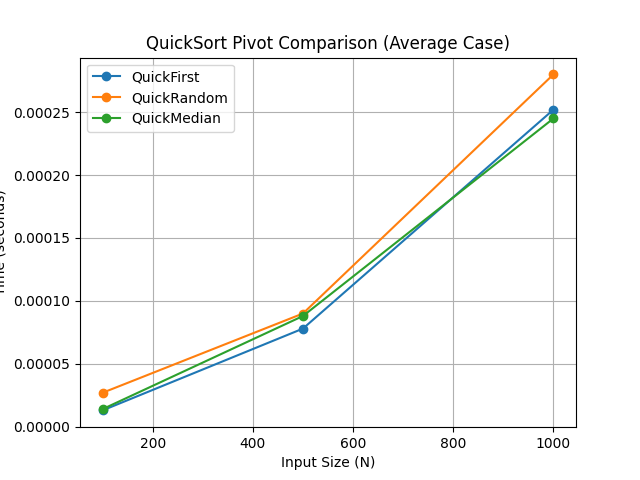 QuickSort Pivot Comparison (Average Case)
QuickFirst
QuickRandom
QuickMedian
0.00025
0.00020
0.00015
0.00010
0.00005
0.00000
(seconds)
200 400 600 800 1000
Input Size (N)